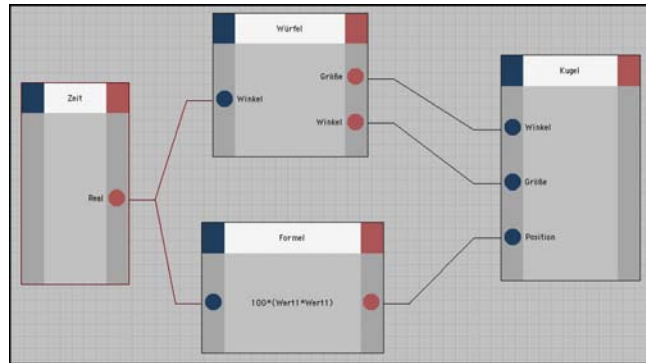 Zeit
Real
Würfel
Größe
Winkel
Winkel
Formel
100*(Wert1*Wert1)
Kugel
Winkel
Größe
Position